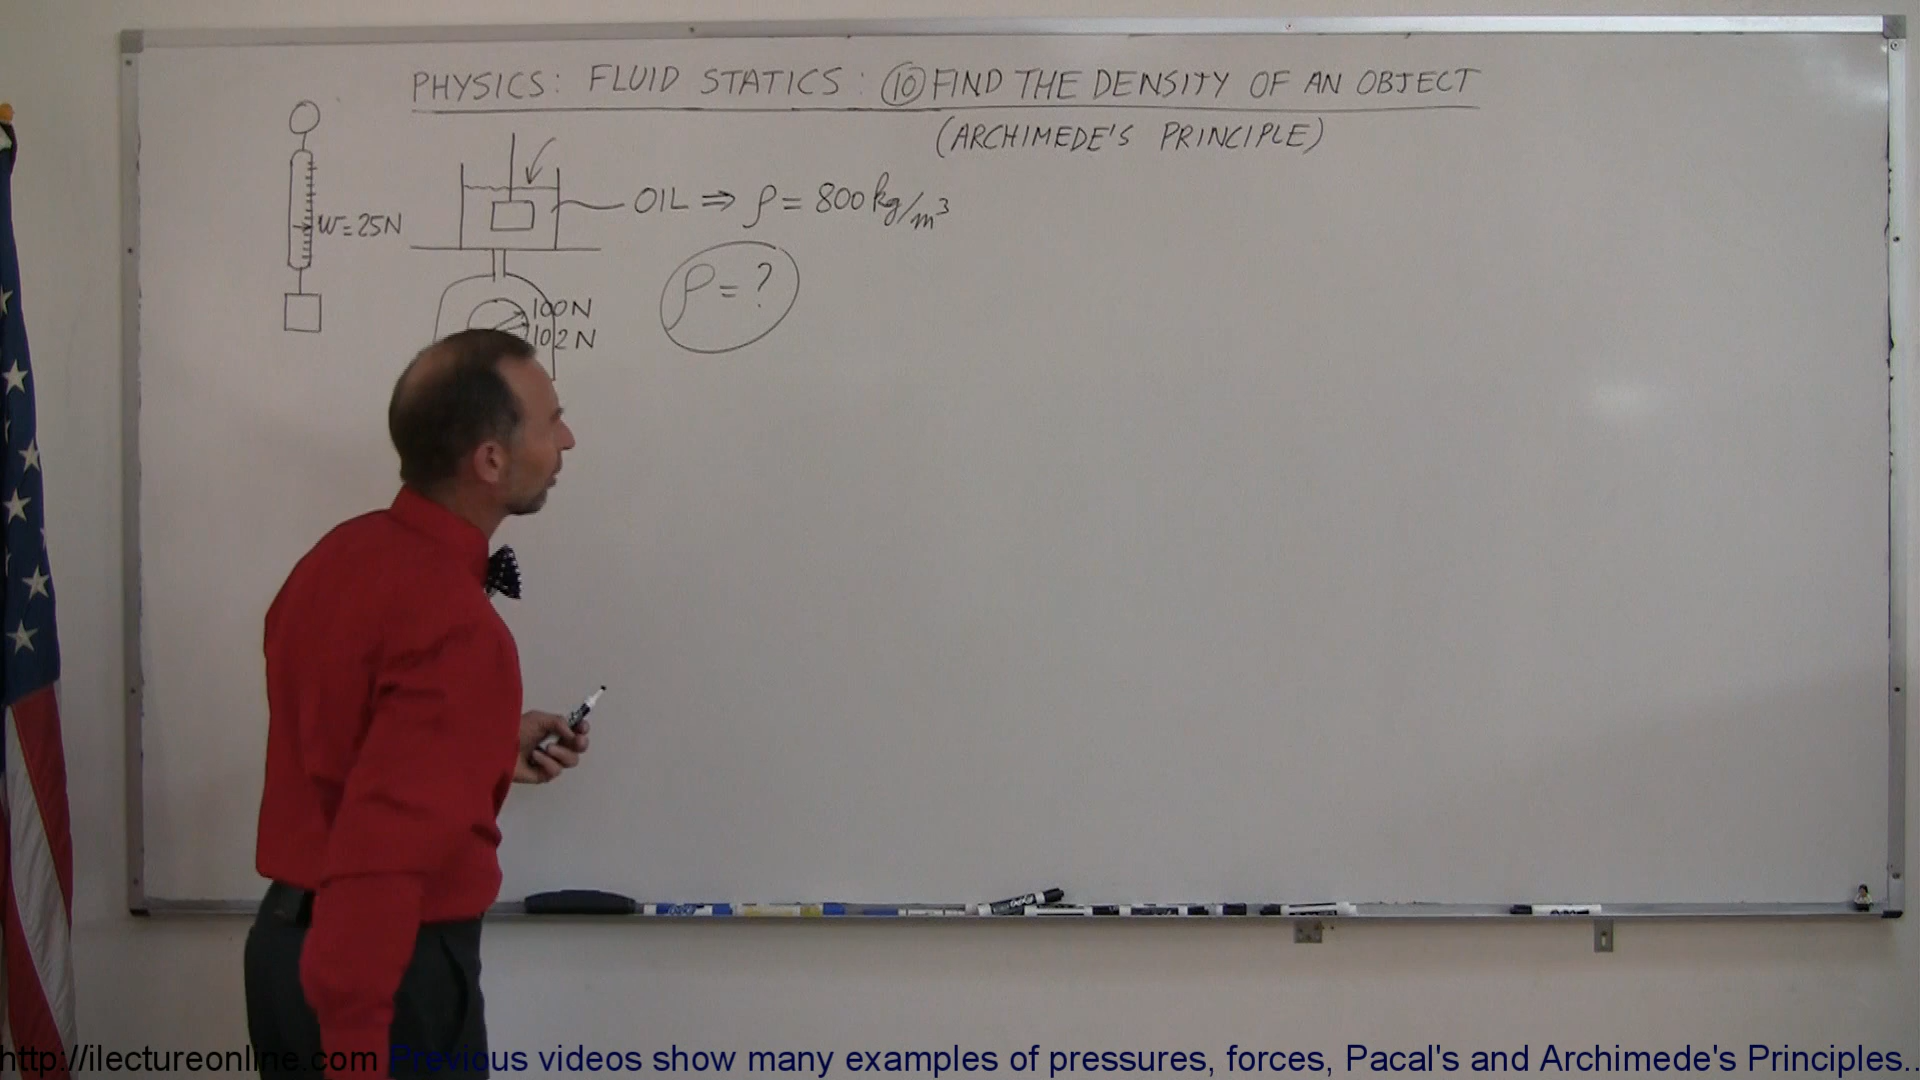 PHYSICS: FLUID STATICS: ⑩ FIND THE DENSITY OF AN OBJECT
(ARCHIMEDE'S PRINCIPLE)
OIL ⇒ ρ = 800 kg/m³
W = 25N
ρ = ?
100N
102N
http://ilectureonline.com Previous videos show many examples of pressures, forces, Pacal's and Archimede's Principles..